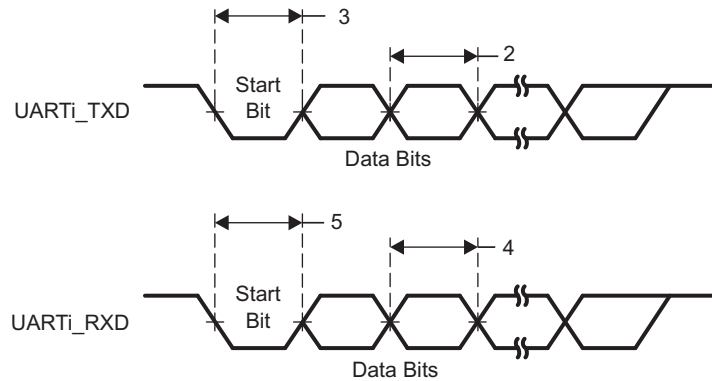 3
2
UARTi_TXD
Start
Bit
Data Bits
5
4
UARTi_RXD
Start
Bit
Data Bits